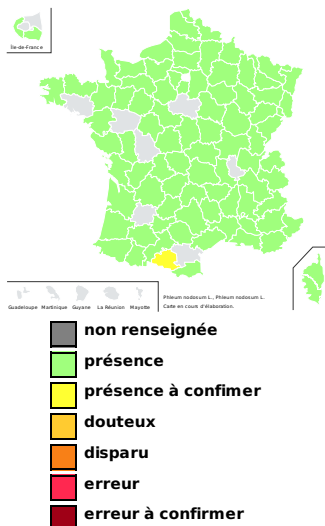 Île-de-France
Guadeloupe Martinique Guyane La Réunion Mayotte
Phleum nodosum L., Phleum nodosum L.
Carte en cours d'élaboration.
non renseignée
présence
présence à confimer
douteux
disparu
erreur
erreur à confirmer